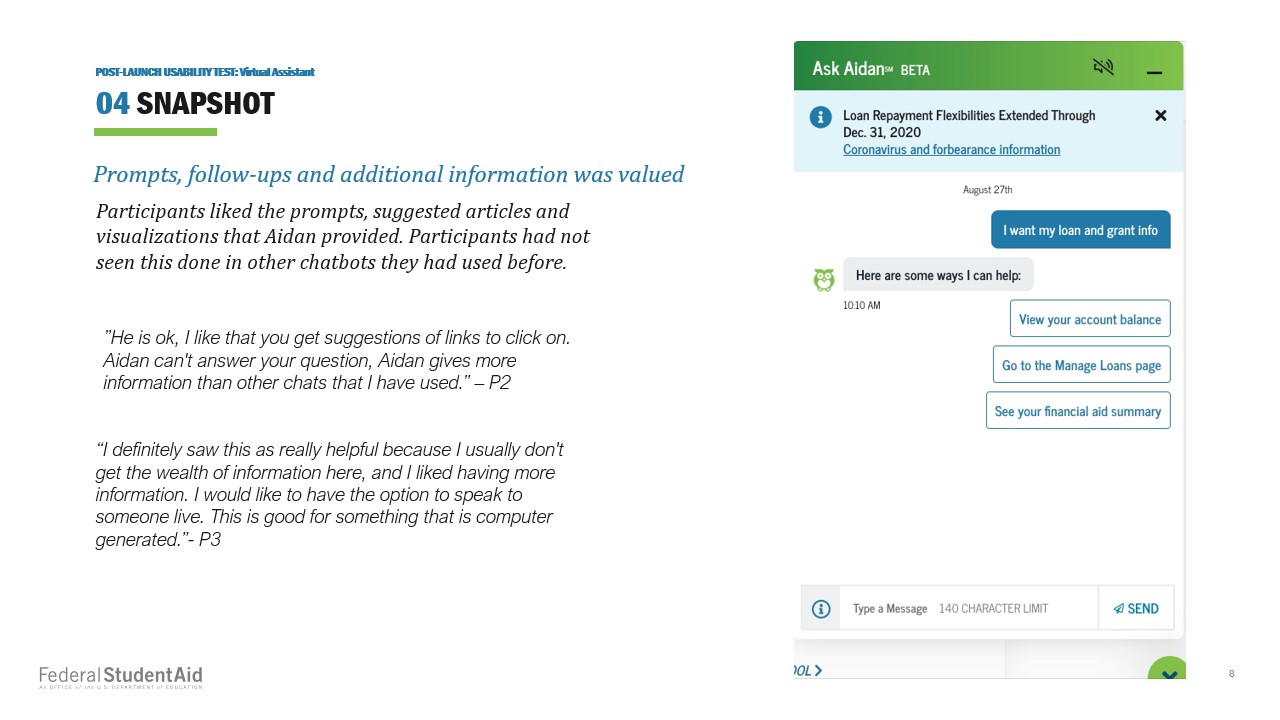 POST-LAUNCH USABILITY TEST: Virtual Assistant
04 SNAPSHOT
Prompts, follow-ups and additional information was valued
Participants liked the prompts, suggested articles and
visualizations that Aidan provided. Participants had not
seen this done in other chatbots they had used before.
”He is ok, I like that you get suggestions of links to click on.
Aidan can't answer your question, Aidan gives more
information than other chats that I have used.” – P2
“I definitely saw this as really helpful because I usually don't
get the wealth of information here, and I liked having more
information. I would like to have the option to speak to
someone live. This is good for something that is computer
generated.”- P3
Federal StudentAid
An OFFICE of the U.S. DEPARTMENT of EDUCATION
Ask Aidan℠ BETA
Loan Repayment Flexibilities Extended Through
Dec. 31, 2020
Coronavirus and forbearance information
August 27th
I want my loan and grant info
Here are some ways I can help:
10:10 AM
View your account balance
Go to the Manage Loans page
See your financial aid summary
Type a Message 140 CHARACTER LIMIT
SEND
OOL
8